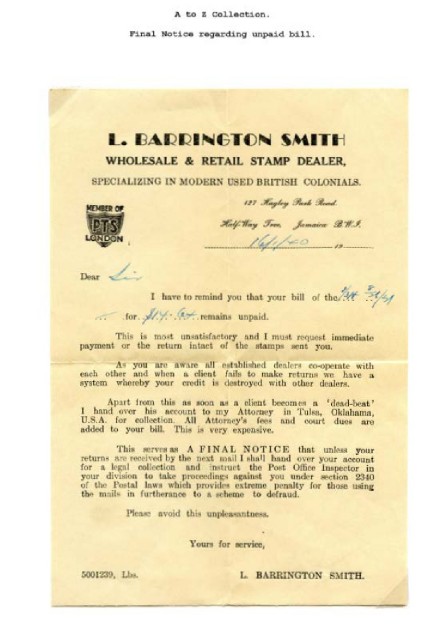 A to Z Collection.
Final Notice regarding unpaid bill.
L. BARRINGTON SMITH
WHOLESALE & RETAIL STAMP DEALER,
SPECIALIZING IN MODERN USED BRITISH COLONIALS.
MEMBER OF
PTS
LONDON
127 Hagley Park Road.
Half-Way Tree, Jamaica B.W.I.
16/1/40 19
Dear Sir
I have to remind you that your bill of the
for $14.64 remains unpaid.
This is most unsatisfactory and I must request immediate
payment or the return intact of the stamps sent you.
As you are aware all established dealers co-operate with
each other and when a client fails to make returns we have a
system whereby your credit is destroyed with other dealers.
Apart from this as soon as a client becomes a 'dead-beat'
I hand over his account to my Attorney in Tulsa, Oklahama,
U.S.A. for collection. All Attorney's fees and court dues are
added to your bill. This is very expensive.
This serves as A FINAL NOTICE that unless your
returns are received by the next mail I shall hand over your account
for a legal collection and instruct the Post Office Inspector in
your division to take proceedings against you under section 2340
of the Postal laws which provides extreme penalty for those using
the mails in furtherance to a scheme to defraud.
Please avoid this unpleasantness.
Yours for service,
5001239, Lbs. L. BARRINGTON SMITH.